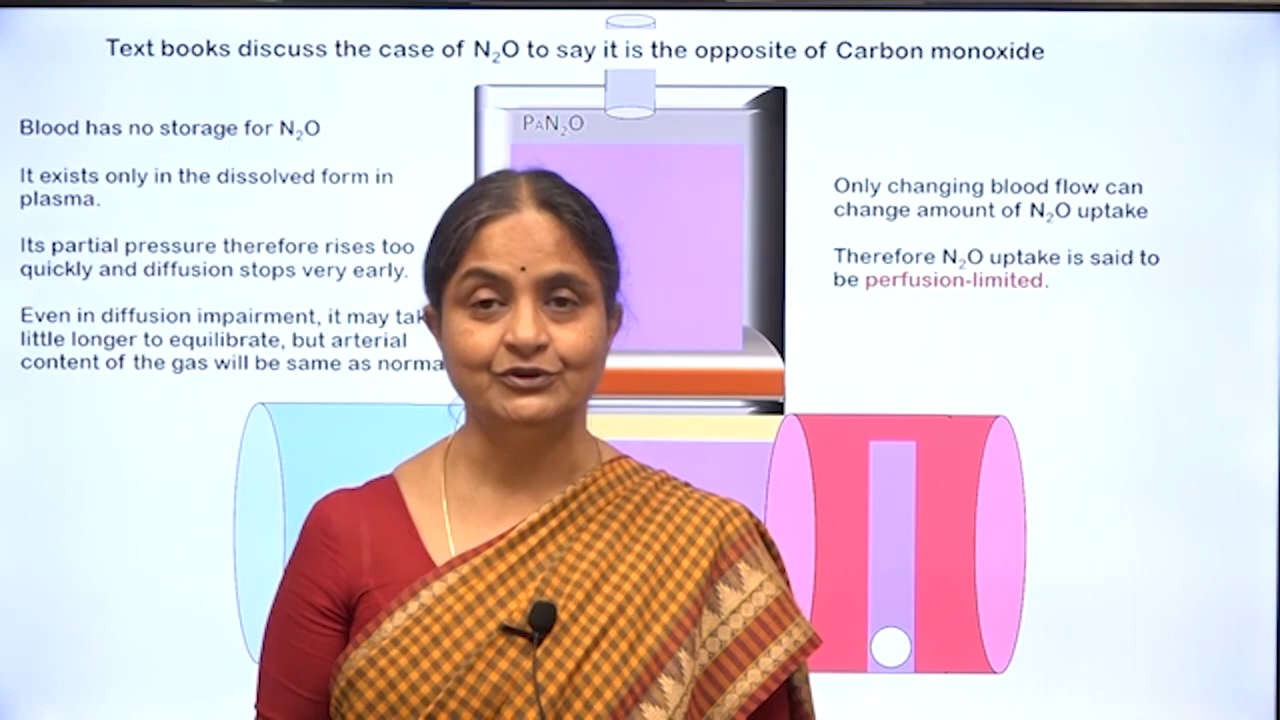 Text books discuss the case of N₂O to say it is the opposite of Carbon monoxide
Blood has no storage for N₂O
It exists only in the dissolved form in
plasma.
Its partial pressure therefore rises too
quickly and diffusion stops very early.
Even in diffusion impairment, it may
little longer to equilibrate, but arterial
content of the gas will be same as
PAN₂O
Only changing blood flow can
change amount of N₂O uptake
Therefore N₂O uptake is said to
be perfusion-limited.